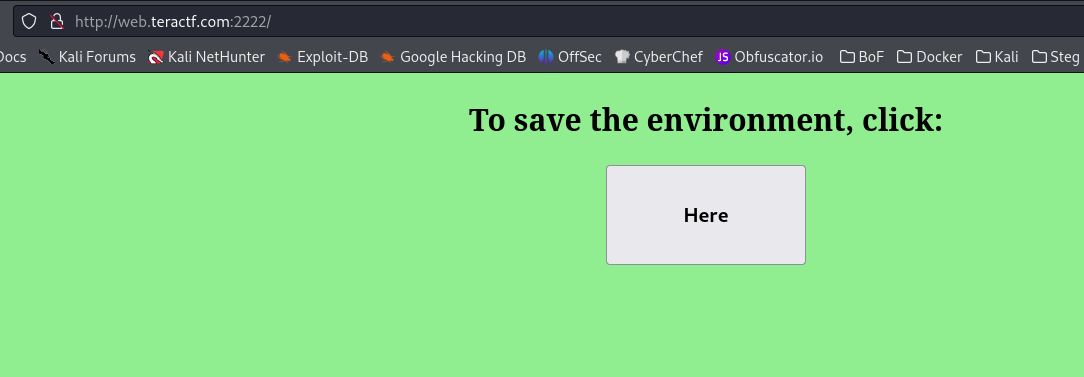 http://web.teractf.com:2222/
Docs Kali Forums Kali NetHunter Exploit-DB Google Hacking DB OffSec CyberChef JS Obfuscator.io BoF Docker Kali Steg
To save the environment, click:
Here